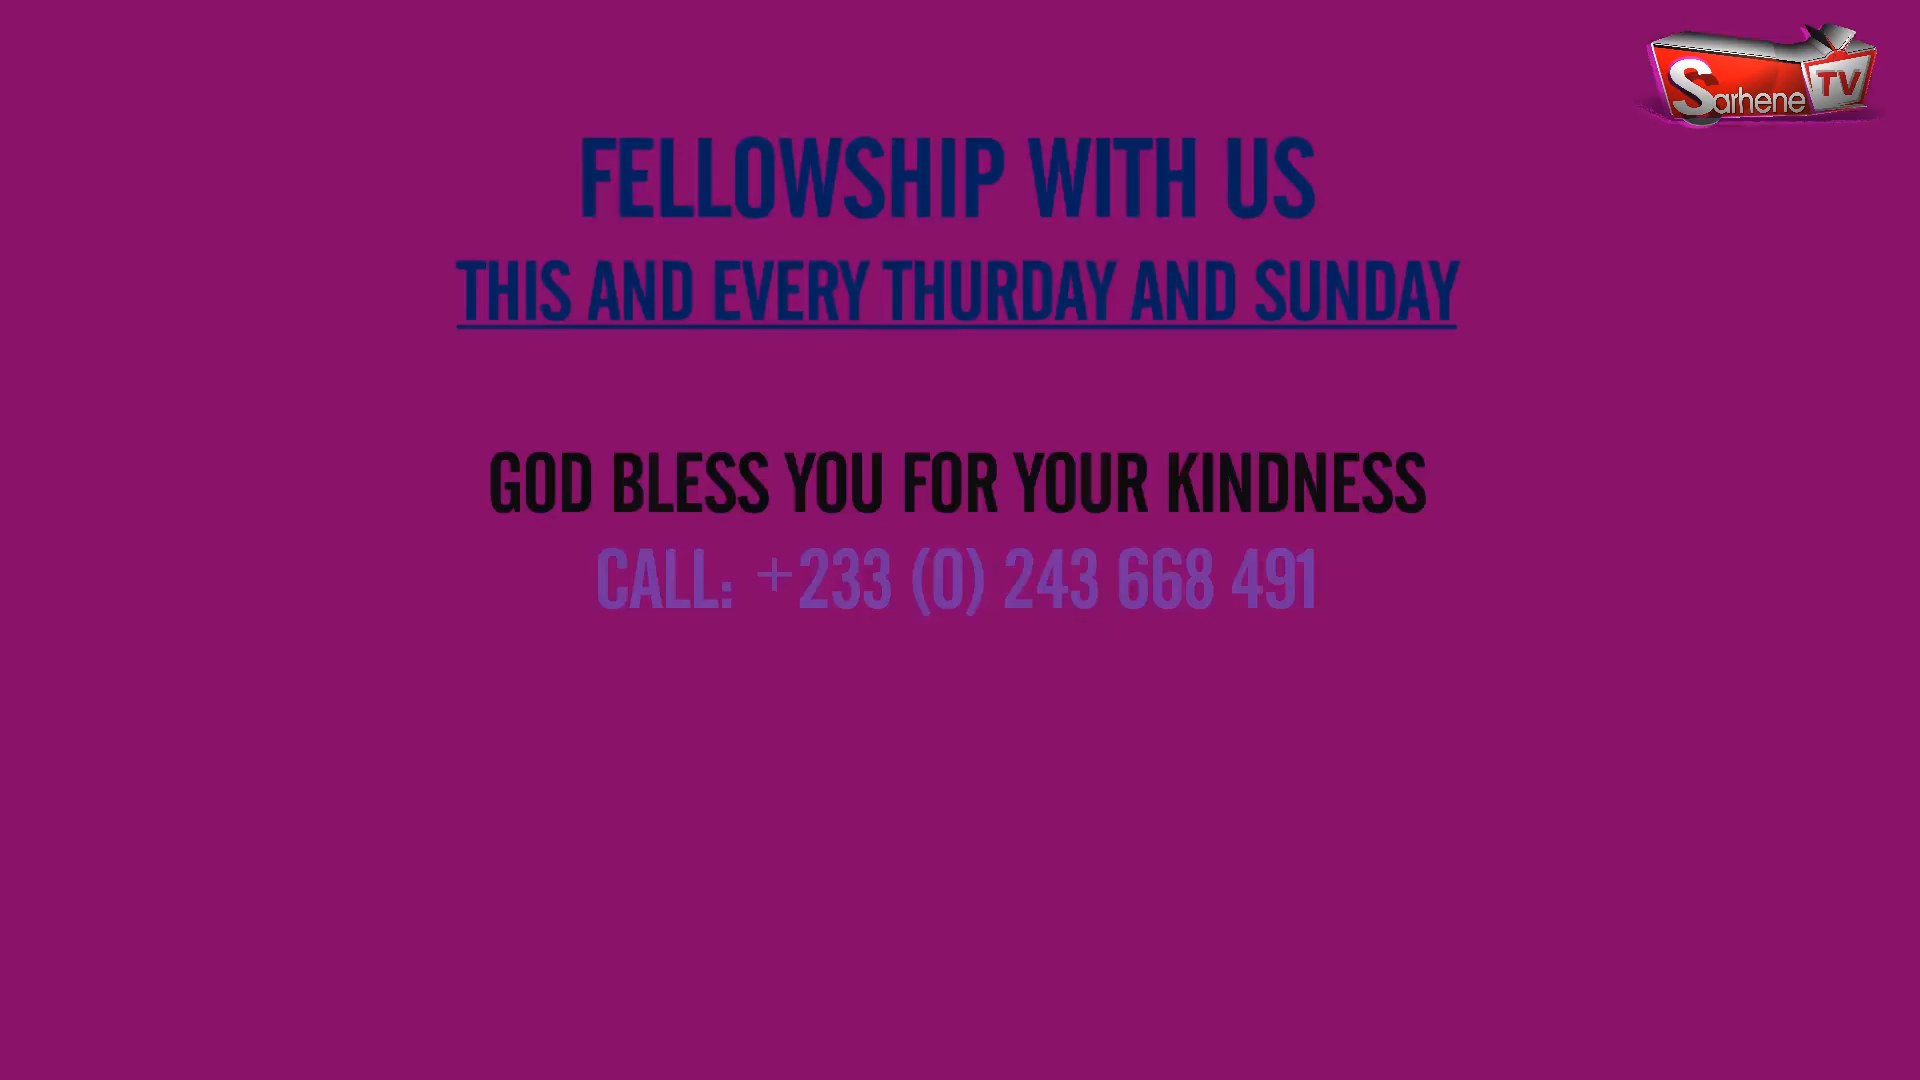 Sarhene TV
FELLOWSHIP WITH US
THIS AND EVERY THURDAY AND SUNDAY
GOD BLESS YOU FOR YOUR KINDNESS
CALL: +233 (0) 243 668 491